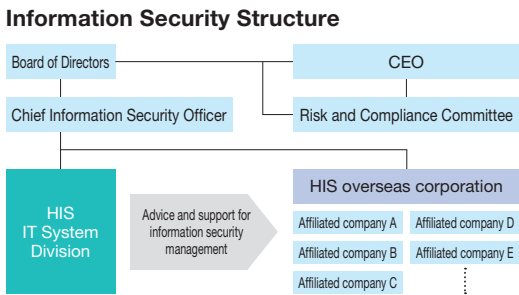 Information Security Structure
Board of Directors
CEO
Chief Information Security Officer
Risk and Compliance Committee
HIS
IT System
Division
Advice and support for
information security
management
HIS overseas corporation
Affiliated company A
Affiliated company D
Affiliated company B
Affiliated company E
Affiliated company C